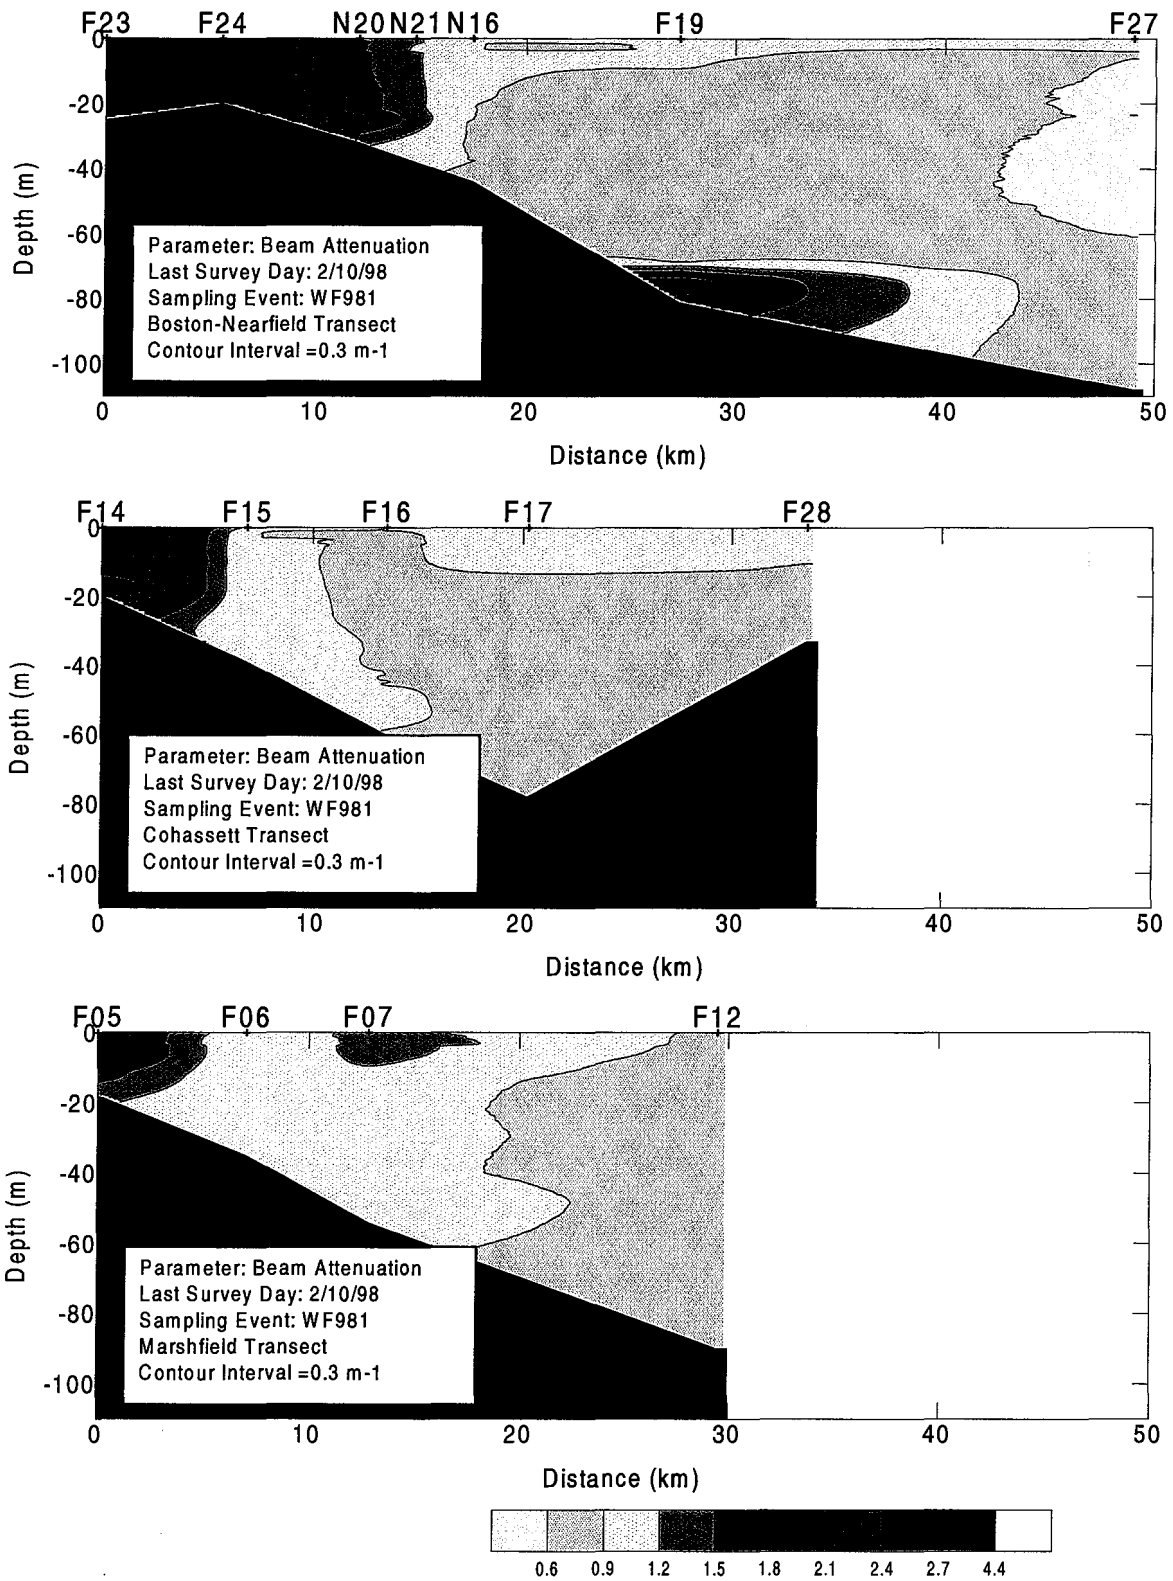 F23 F24 N20 N21 N16 F19 F27
0
-20
-40
-60
-80
-100
Depth (m)
Parameter: Beam Attenuation
Last Survey Day: 2/10/98
Sampling Event: WF981
Boston-Nearfield Transect
Contour Interval =0.3 m-1
0 10 20 30 40 50
Distance (km)
F14 F15 F16 F17 F28
0
-20
-40
-60
-80
-100
Depth (m)
Parameter: Beam Attenuation
Last Survey Day: 2/10/98
Sampling Event: WF981
Cohassett Transect
Contour Interval =0.3 m-1
0 10 20 30 40 50
Distance (km)
F05 F06 F07 F12
0
-20
-40
-60
-80
-100
Depth (m)
Parameter: Beam Attenuation
Last Survey Day: 2/10/98
Sampling Event: WF981
Marshfield Transect
Contour Interval =0.3 m-1
0 10 20 30 40 50
Distance (km)
0.6 0.9 1.2 1.5 1.8 2.1 2.4 2.7 4.4